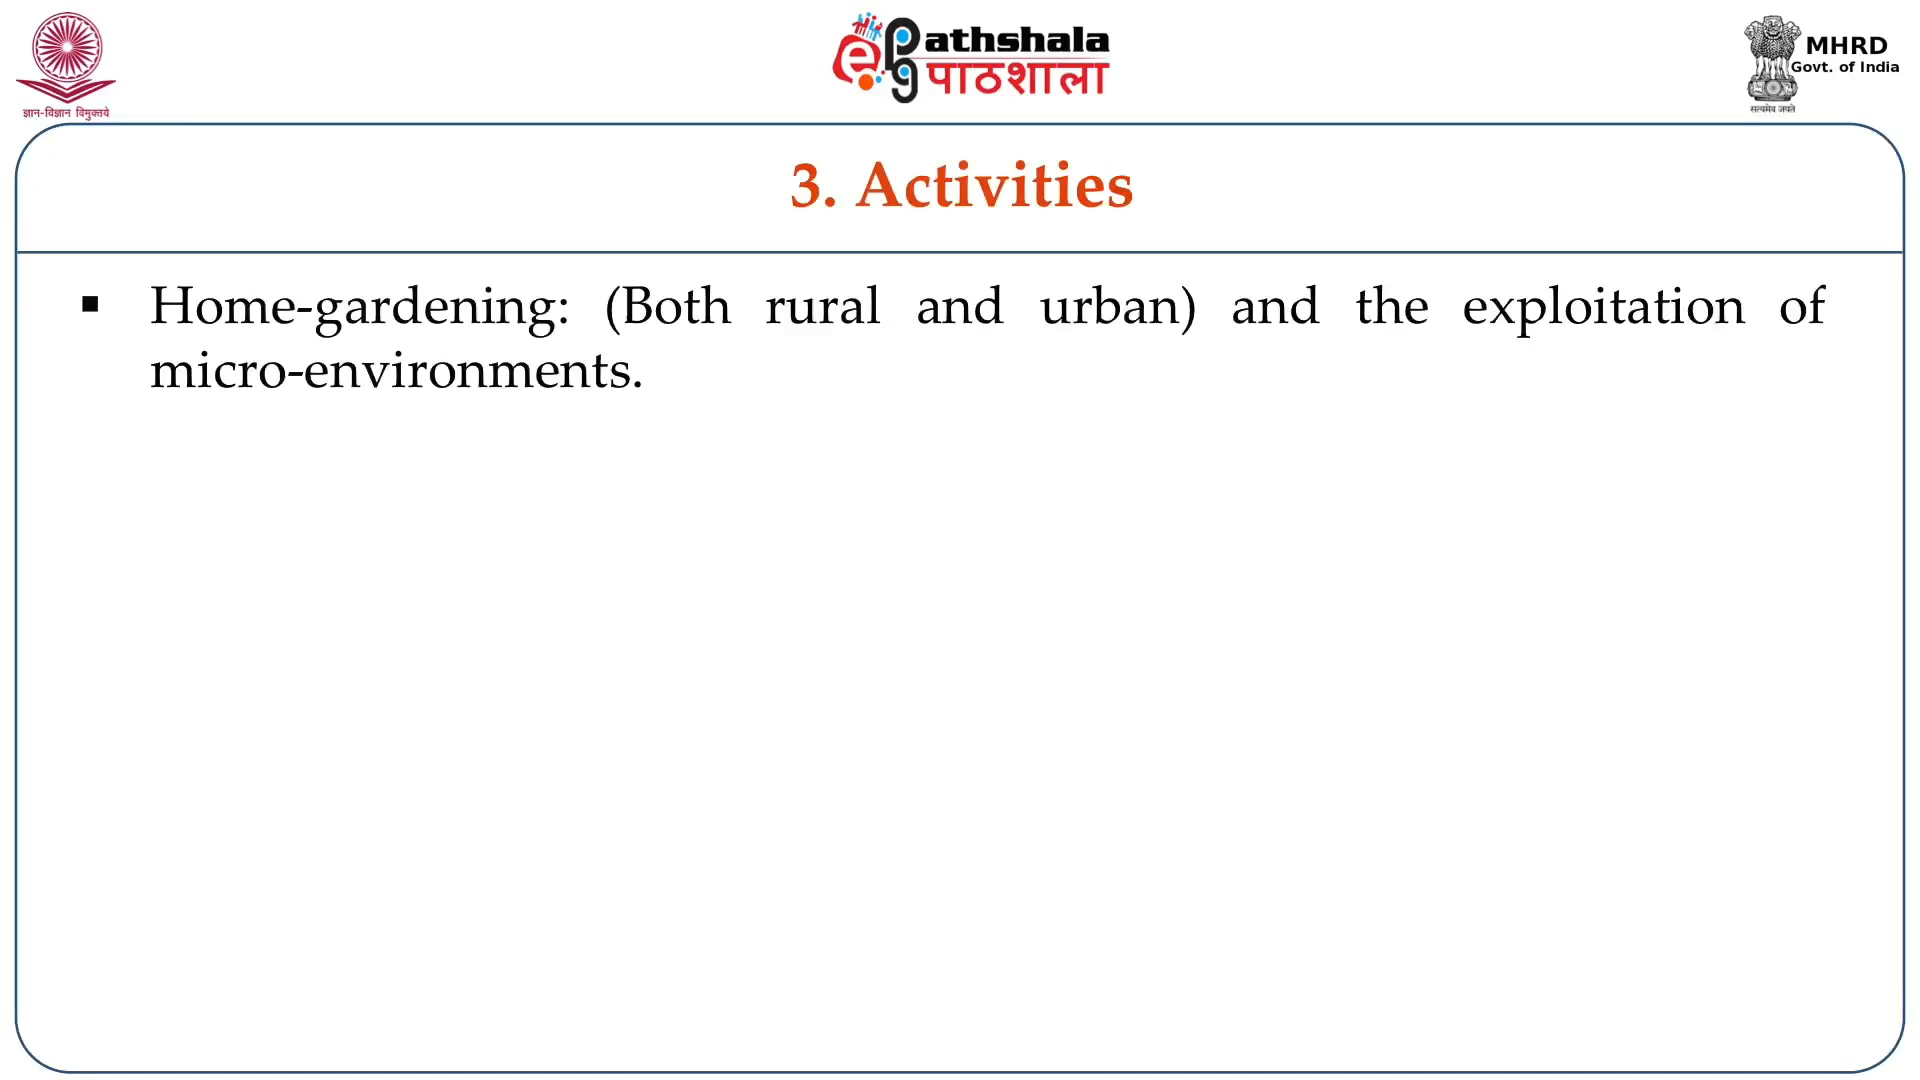 ज्ञान-विज्ञान विमुक्तये
e pg athshala
पाठशाला
MHRD
Govt. of India
सत्यमेव जयते
3. Activities
▪ Home-gardening: (Both rural and urban) and the exploitation of
micro-environments.